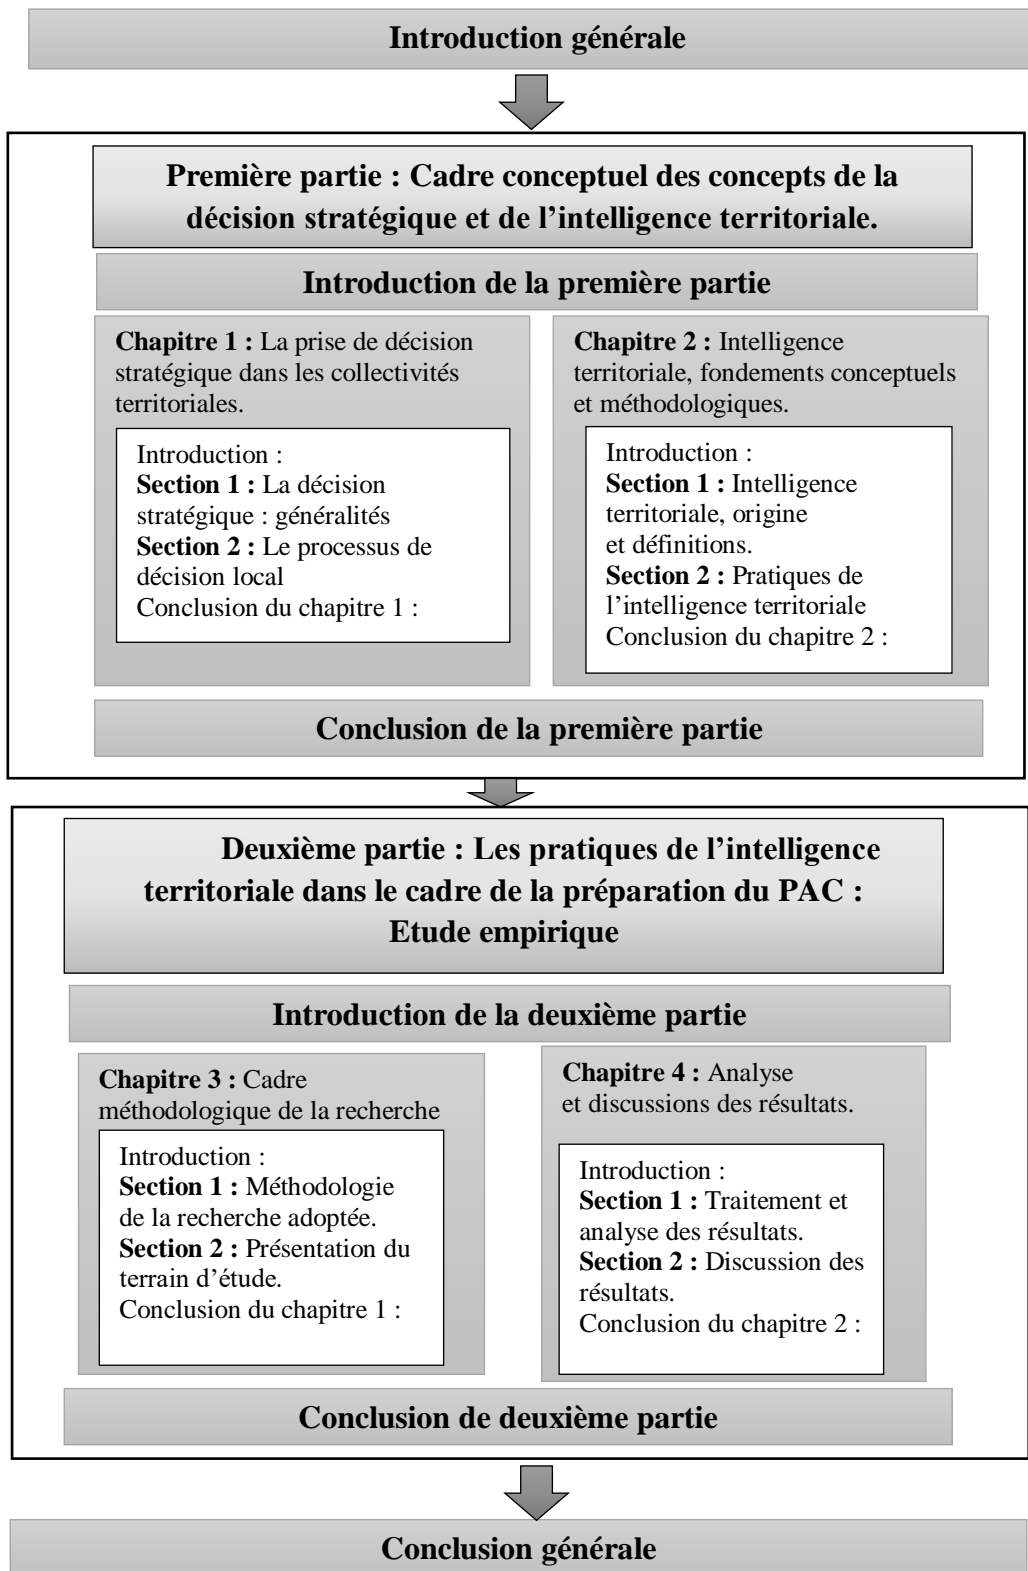 Introduction générale
Première partie : Cadre conceptuel des concepts de la
décision stratégique et de l’intelligence territoriale.
Introduction de la première partie
Chapitre 1 : La prise de décision
stratégique dans les collectivités
territoriales.
Introduction :
Section 1 : La décision
stratégique : généralités
Section 2 : Le processus de
décision local
Conclusion du chapitre 1 :
Chapitre 2 : Intelligence
territoriale, fondements conceptuels
et méthodologiques.
Introduction :
Section 1 : Intelligence
territoriale, origine
et définitions.
Section 2 : Pratiques de
l’intelligence territoriale
Conclusion du chapitre 2 :
Conclusion de la première partie
Deuxième partie : Les pratiques de l’intelligence
territoriale dans le cadre de la préparation du PAC :
Etude empirique
Introduction de la deuxième partie
Chapitre 3 : Cadre
méthodologique de la recherche
Introduction :
Section 1 : Méthodologie
de la recherche adoptée.
Section 2 : Présentation du
terrain d’étude.
Conclusion du chapitre 1 :
Chapitre 4 : Analyse
et discussions des résultats.
Introduction :
Section 1 : Traitement et
analyse des résultats.
Section 2 : Discussion des
résultats.
Conclusion du chapitre 2 :
Conclusion de deuxième partie
Conclusion générale